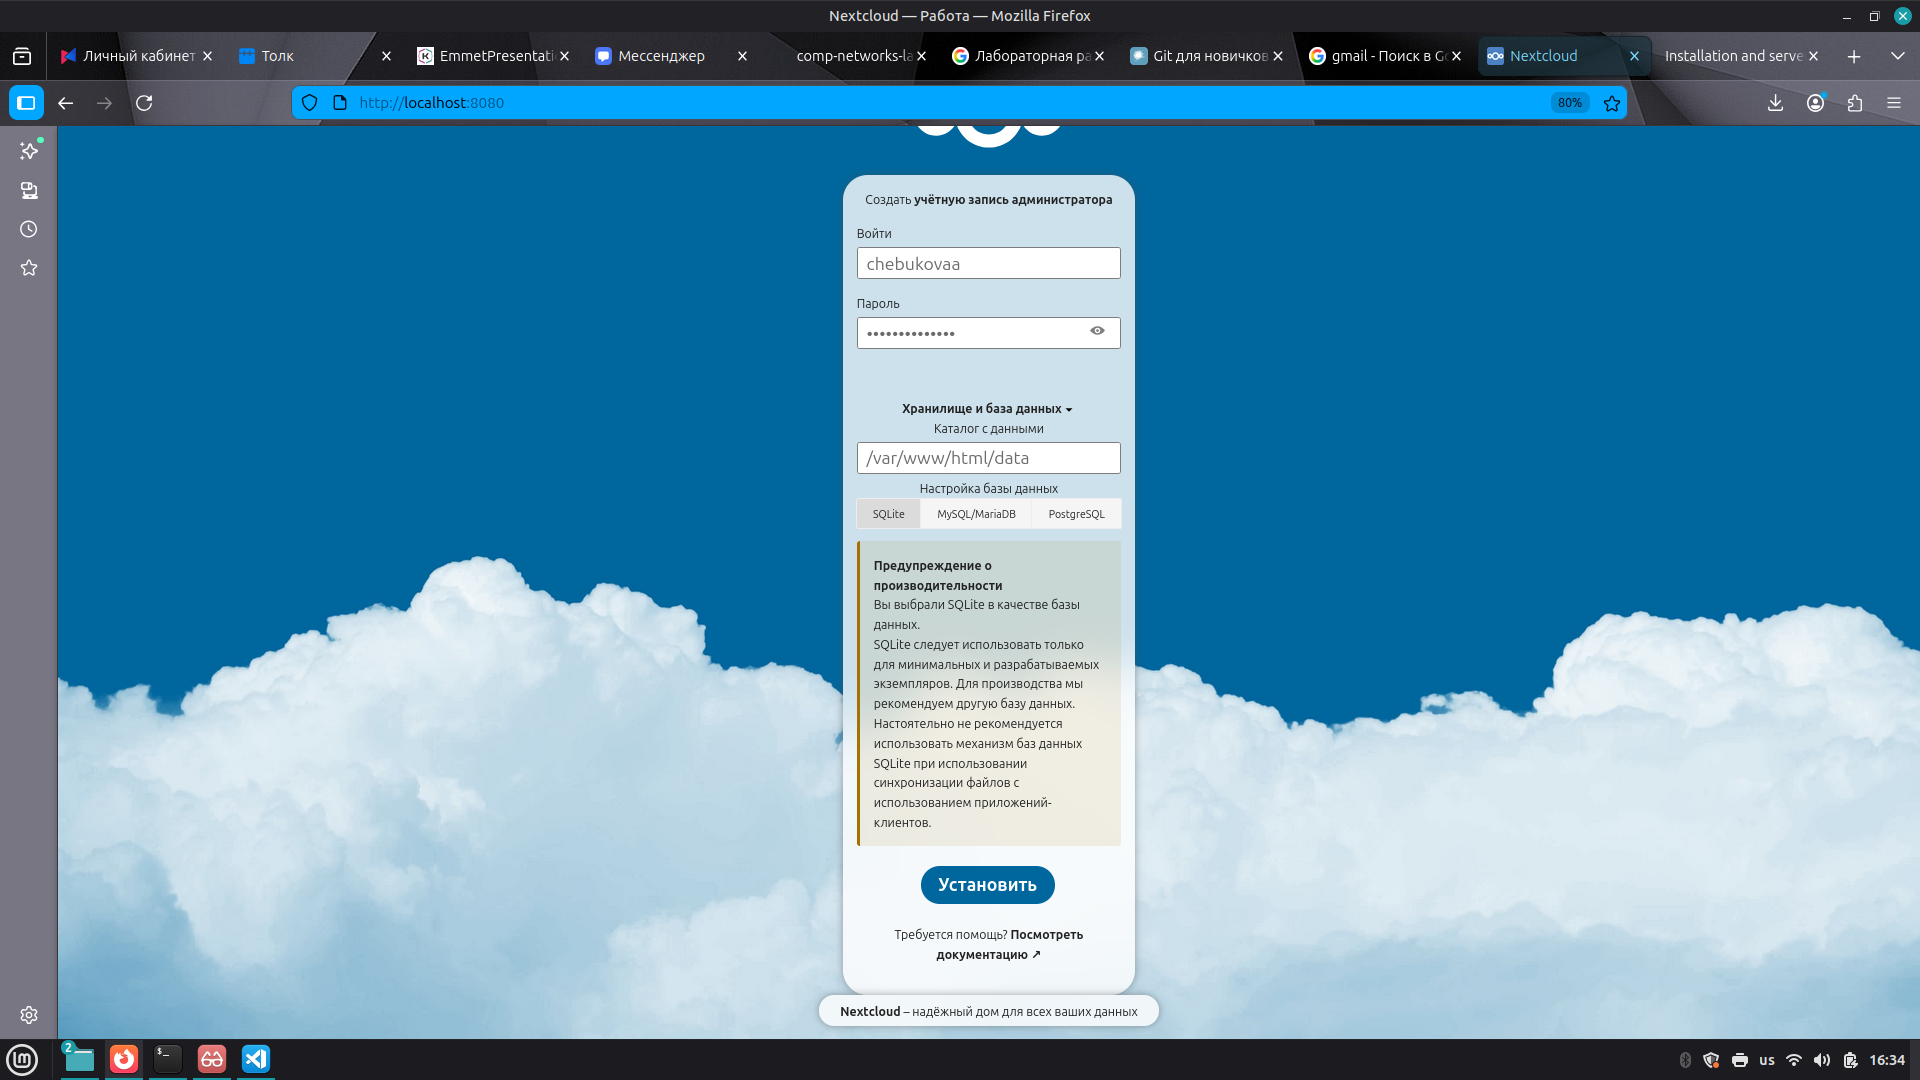 Nextcloud — Работа — Mozilla Firefox
Личный кабинет
Толк
EmmetPresentati
Мессенджер
comp-networks-la
Лабораторная ра
Git для новичков
gmail - Поиск в Go
Nextcloud
Installation and serve
http://localhost:8080
80%
Создать учётную запись администратора
Войти
chebukovaa
Пароль
••••••••••••••
Хранилище и база данных
Каталог с данными
/var/www/html/data
Настройка базы данных
SQLite
MySQL/MariaDB
PostgreSQL
Предупреждение о
производительности
Вы выбрали SQLite в качестве базы
данных.
SQLite следует использовать только
для минимальных и разрабатываемых
экземпляров. Для производства мы
рекомендуем другую базу данных.
Настоятельно не рекомендуется
использовать механизм баз данных
SQLite при использовании
синхронизации файлов с
использованием приложений-
клиентов.
Установить
Требуется помощь? Посмотреть
документацию ↗
Nextcloud – надёжный дом для всех ваших данных
2
us
16:34